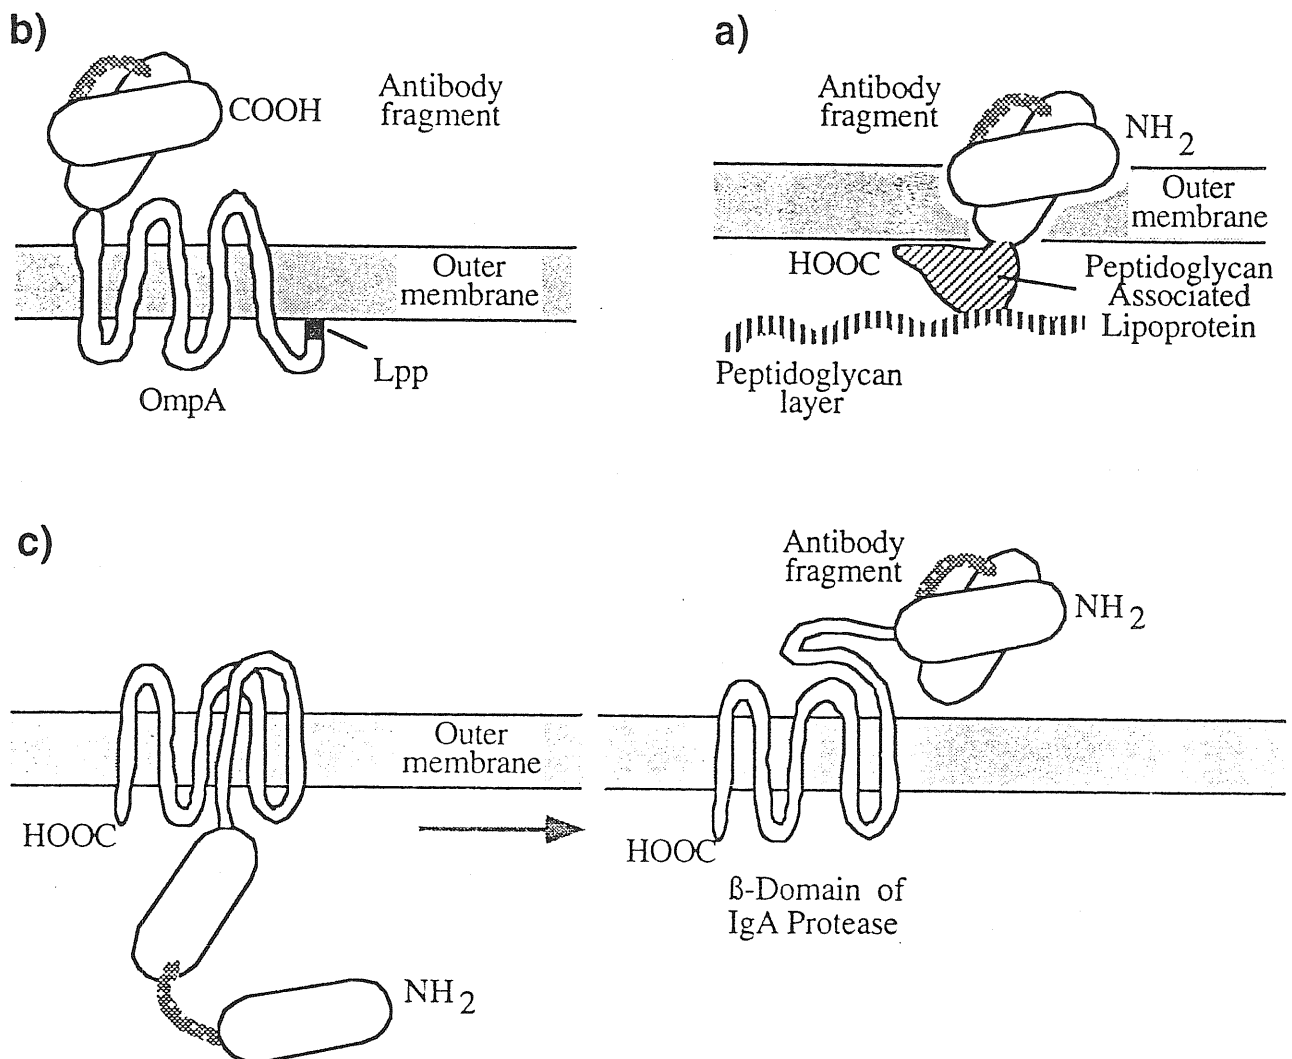 b)
Antibody
fragment
COOH
Outer
membrane
Lpp
OmpA
a)
Antibody
fragment
NH2
Outer
membrane
HOOC
Peptidoglycan
Associated
Lipoprotein
Peptidoglycan
layer
c)
Outer
membrane
HOOC
NH2
Antibody
fragment
NH2
HOOC
ß-Domain of
IgA Protease